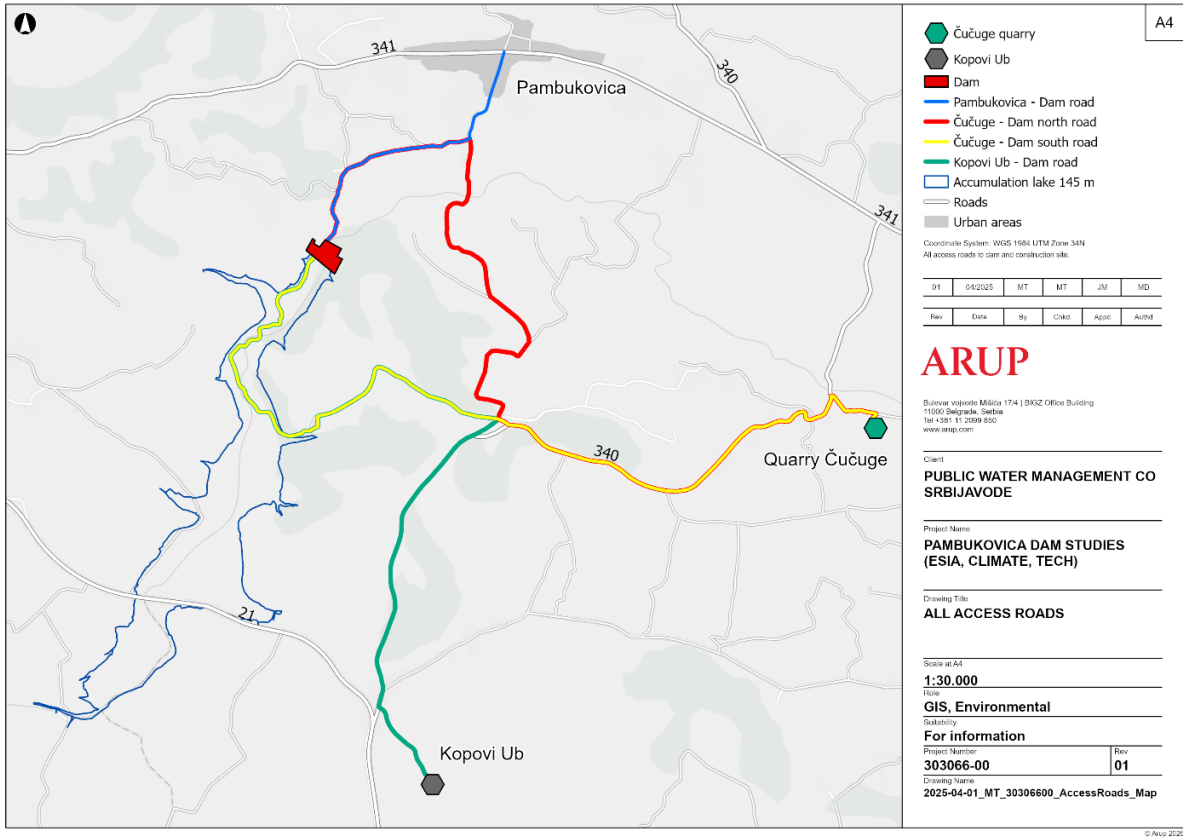 341
340
Pambukovica
341
340
Quarry Čučuge
21
Kopovi Ub
A4
Čučuge quarry
Kopovi Ub
Dam
Pambukovica - Dam road
Čučuge - Dam north road
Čučuge - Dam south road
Kopovi Ub - Dam road
Accumulation lake 145 m
Roads
Urban areas
Coordinate System: WGS 1984 UTM Zone 34N
All access roads to dam and construction site.
01 04/2025 MT MT JM MD
Rev Date By Chkd Appd Authd
ARUP
Bulevar vojvode Mišića 17/4 | BIGZ Office Building
11000 Belgrade, Serbia
Tel +381 11 2099 850
www.arup.com
Client
PUBLIC WATER MANAGEMENT CO
SRBIJAVODE
Project Name
PAMBUKOVICA DAM STUDIES
(ESIA, CLIMATE, TECH)
Drawing Title
ALL ACCESS ROADS
Scale at A4
1:30.000
Role
GIS, Environmental
Suitability
For information
Project Number Rev
303066-00 01
Drawing Name
2025-04-01_MT_30306600_AccessRoads_Map
© Arup 2025